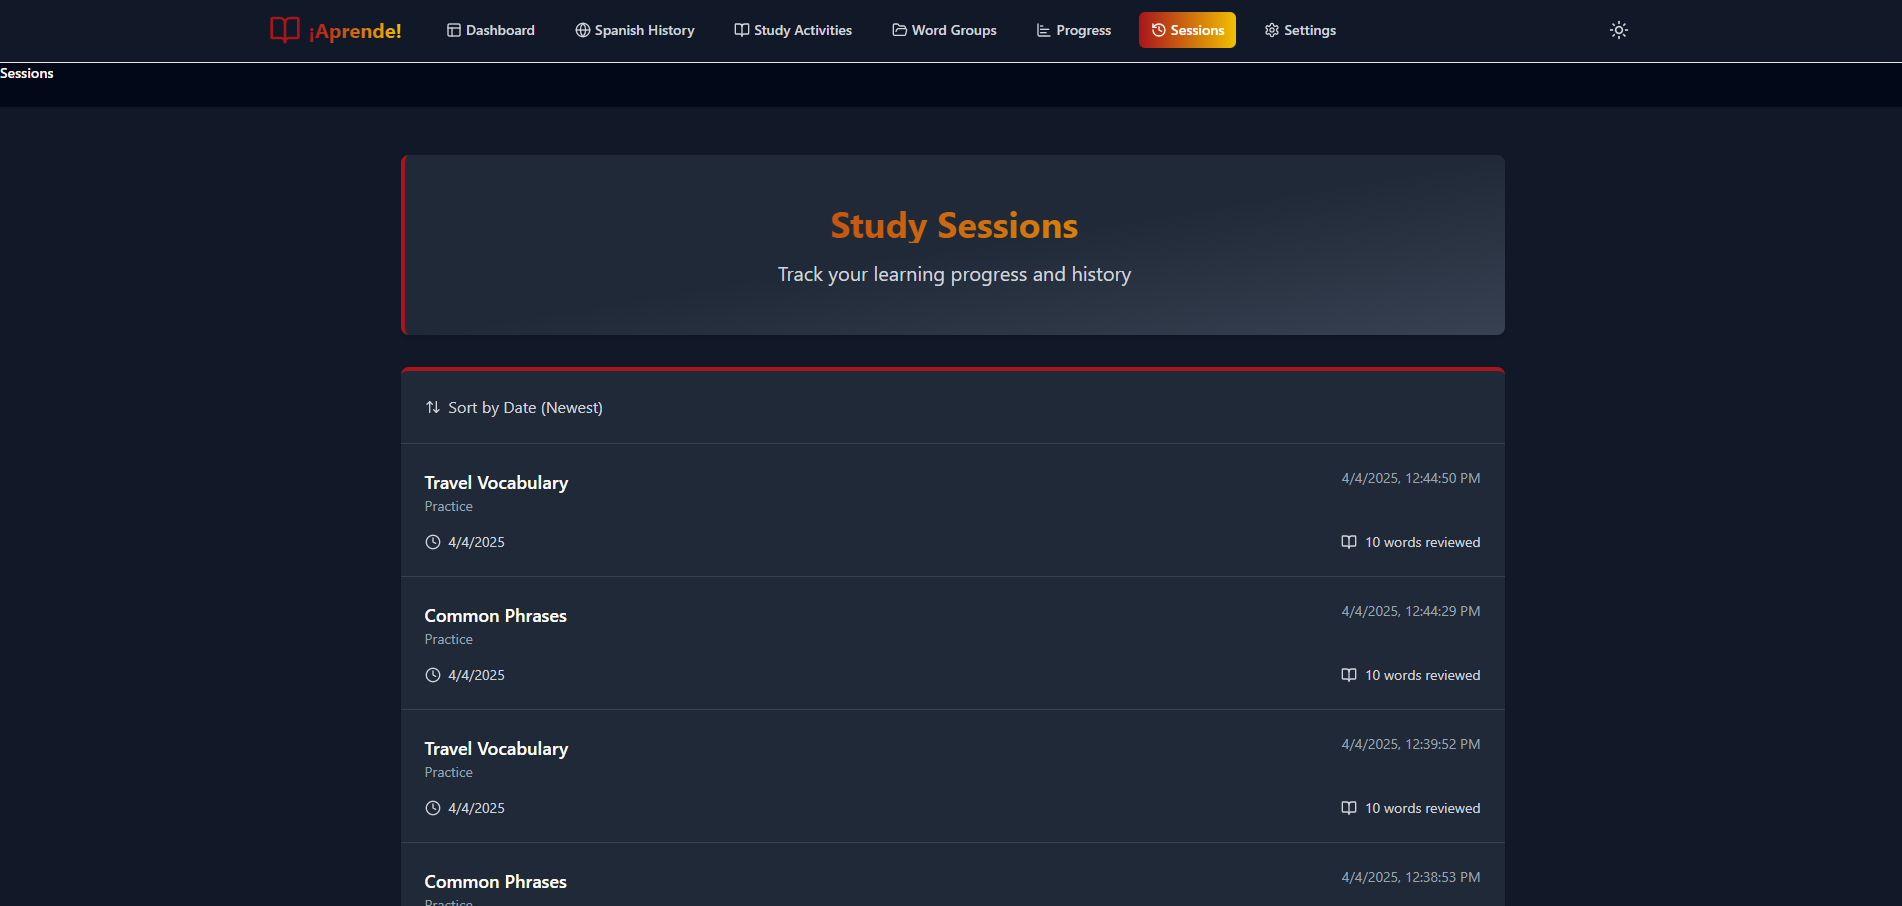 ¡Aprende! Dashboard Spanish History Study Activities Word Groups Progress Sessions Settings
Sessions
Study Sessions
Track your learning progress and history
Sort by Date (Newest)
Travel Vocabulary 4/4/2025, 12:44:50 PM
Practice
4/4/2025 10 words reviewed
Common Phrases 4/4/2025, 12:44:29 PM
Practice
4/4/2025 10 words reviewed
Travel Vocabulary 4/4/2025, 12:39:52 PM
Practice
4/4/2025 10 words reviewed
Common Phrases 4/4/2025, 12:38:53 PM
Practice